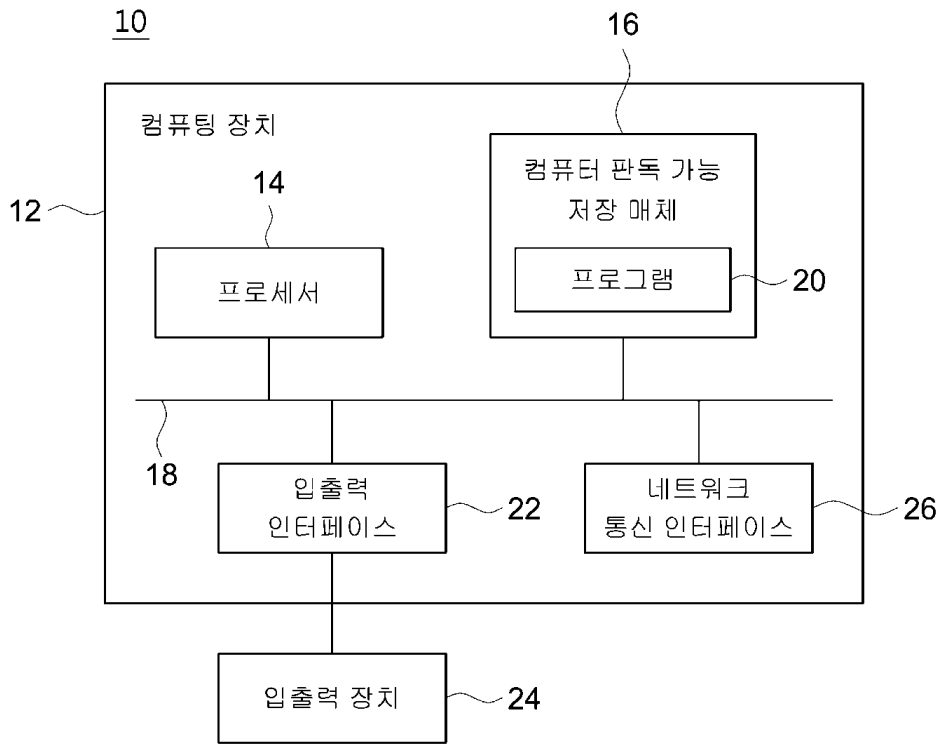 10
16
컴퓨팅 장치
컴퓨터 판독 가능
저장 매체
14
12
프로세서
프로그램
20
18
입출력
인터페이스
22
네트워크
통신 인터페이스
26
입출력 장치
24